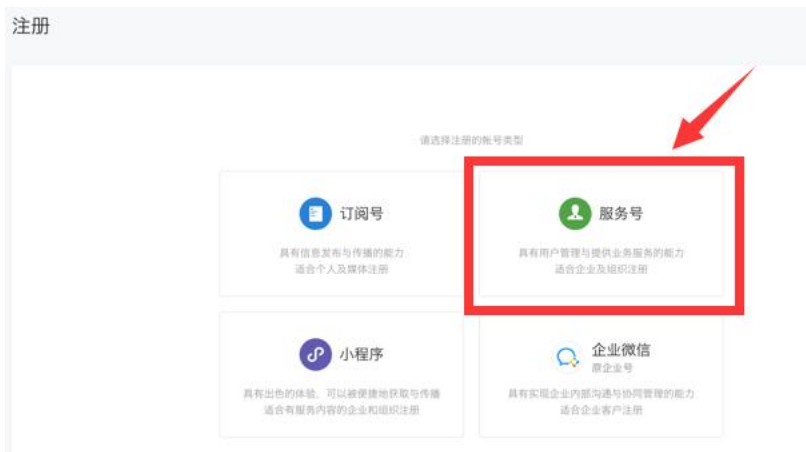 注册
请选择注册的帐号类型
订阅号
具有信息发布与传播的能力
适合个人及媒体注册
服务号
具有用户管理与提供业务服务的能力
适合企业及组织注册
小程序
具有出色的体验，可以被便捷地获取与传播
适合有服务内容的企业和组织注册
企业微信
原企业号
具有实现企业内部沟通与协同管理的能力
适合企业客户注册